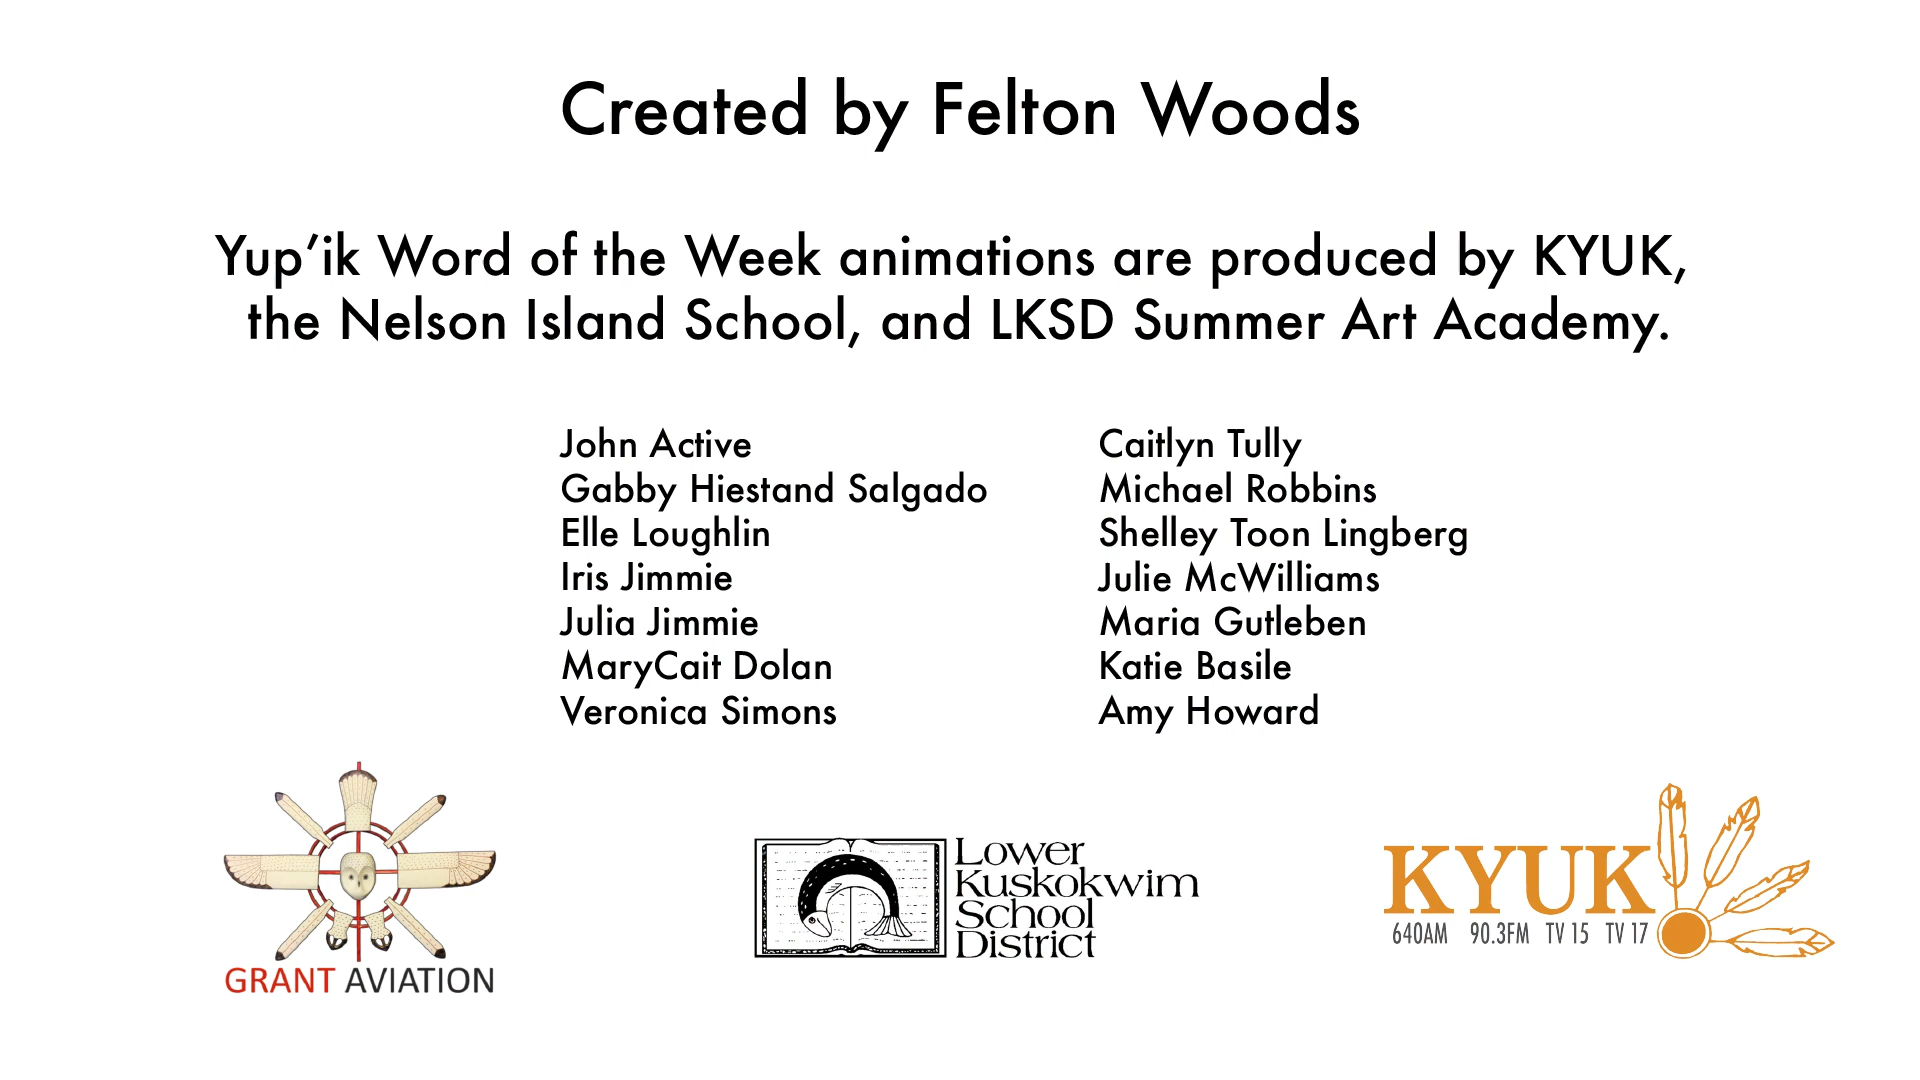 Created by Felton Woods
Yup’ik Word of the Week animations are produced by KYUK,
the Nelson Island School, and LKSD Summer Art Academy.
John Active
Gabby Hiestand Salgado
Elle Loughlin
Iris Jimmie
Julia Jimmie
MaryCait Dolan
Veronica Simons
Caitlyn Tully
Michael Robbins
Shelley Toon Lingberg
Julie McWilliams
Maria Gutleben
Katie Basile
Amy Howard
GRANT AVIATION
Lower
Kuskokwim
School
District
KYUK
640AM 90.3FM TV 15 TV 17